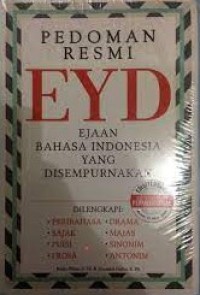 PEDOMAN
RESMI
EYD
EJAAN
BAHASA INDONESIA
YANG
DISEMPURNAKAN
DILENGKAPI:
• PERIBAHASA • DRAMA
• SAJAK • MAJAS
• PUISI • SINONIM
• PROSA • ANTONIM